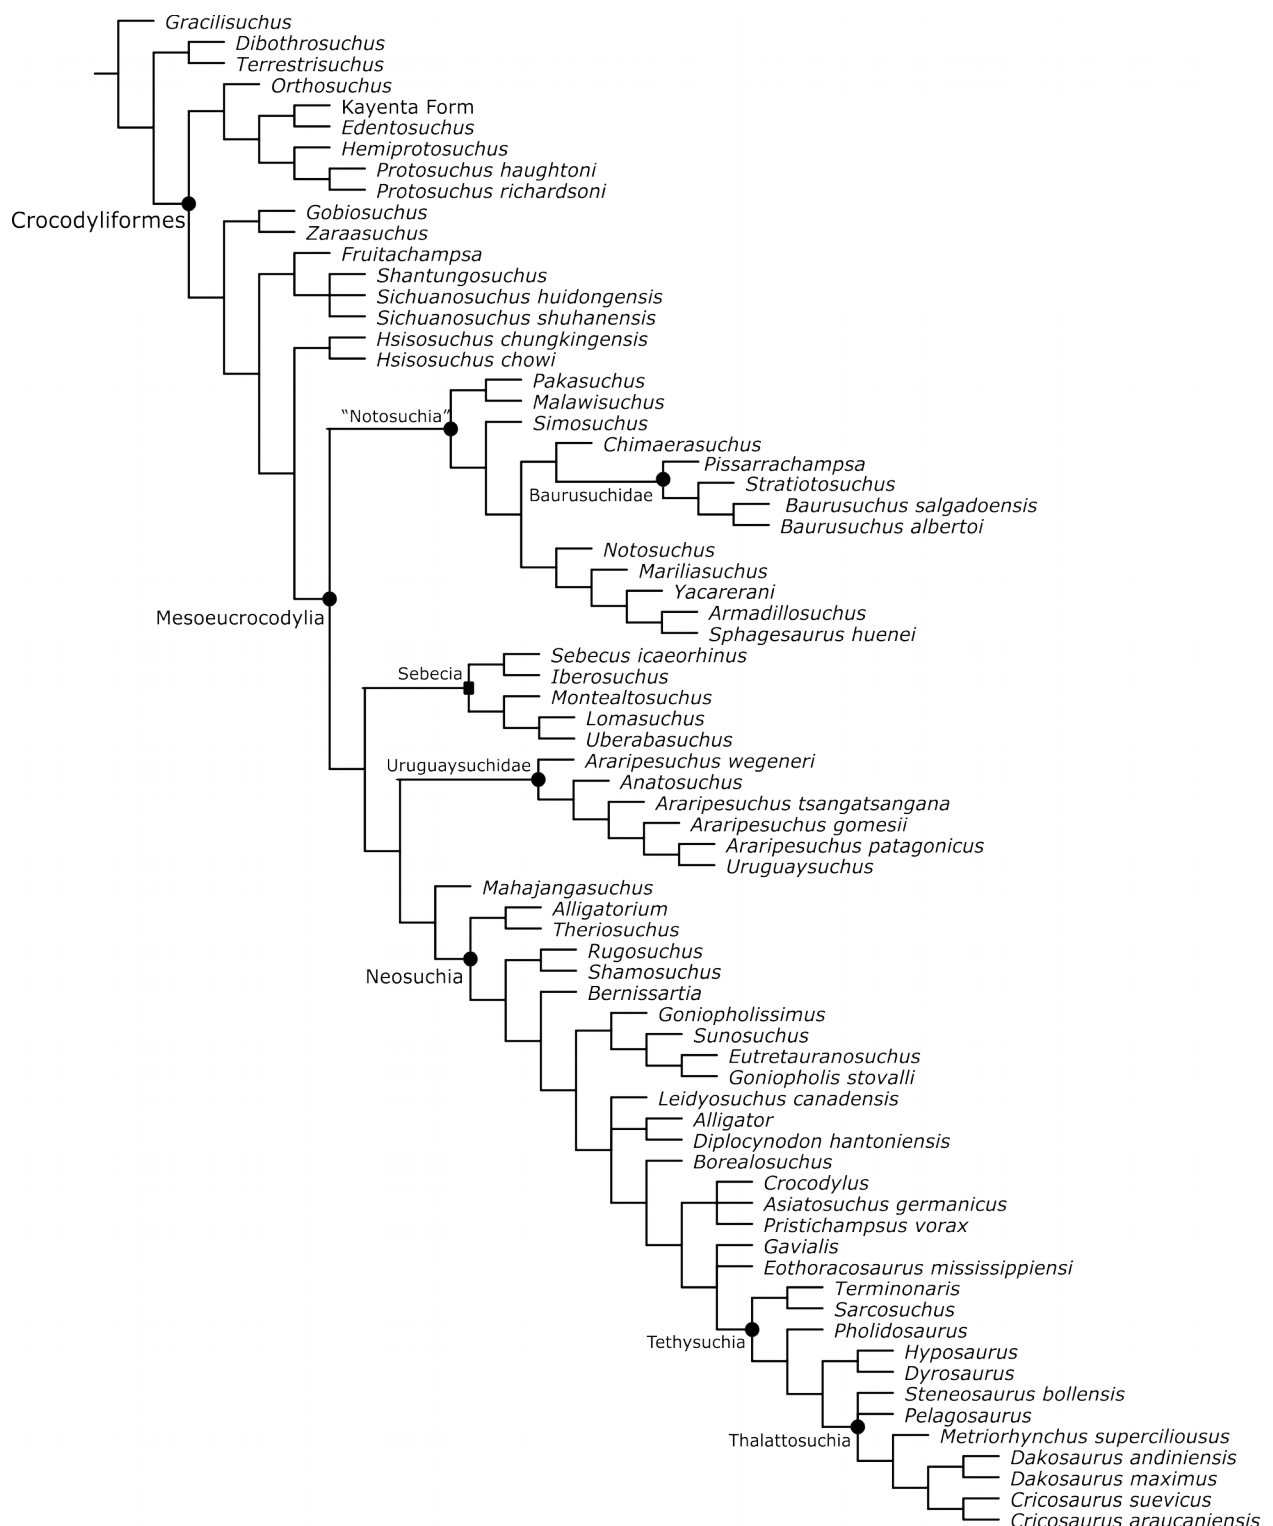 Gracilisuchus
Dibothrosuchus
Terrestrisuchus
Orthosuchus
Kayenta Form
Edentosuchus
Hemiprotosuchus
Protosuchus haughtoni
Protosuchus richardsoni
Crocodyliformes
Gobiosuchus
Zaraasuchus
Fruitachampsa
Shantungosuchus
Sichuanosuchus huidongensis
Sichuanosuchus shuhanensis
Hsisosuchus chungkingensis
Hsisosuchus chowi
Pakasuchus
Malawisuchus
“Notosuchia”
Simosuchus
Chimaerasuchus
Pissarrachampsa
Stratiotosuchus
Baurusuchidae
Baurusuchus salgadoensis
Baurusuchus albertoi
Notosuchus
Mariliasuchus
Yacarerani
Armadillosuchus
Sphagesaurus huenei
Mesoeucrocodylia
Sebecus icaeorhinus
Iberosuchus
Sebecia
Montealtosuchus
Lomasuchus
Uberabasuchus
Araripesuchus wegeneri
Uruguaysuchidae
Anatosuchus
Araripesuchus tsangatsangana
Araripesuchus gomesii
Araripesuchus patagonicus
Uruguaysuchus
Mahajangasuchus
Alligatorium
Theriosuchus
Rugosuchus
Shamosuchus
Neosuchia
Bernissartia
Goniopholissimus
Sunosuchus
Eutretauranosuchus
Goniopholis stovalli
Leidyosuchus canadensis
Alligator
Diplocynodon hantoniensis
Borealosuchus
Crocodylus
Asiatosuchus germanicus
Pristichampsus vorax
Gavialis
Eothoracosaurus mississippiensi
Terminonaris
Sarcosuchus
Pholidosaurus
Tethysuchia
Hyposaurus
Dyrosaurus
Steneosaurus bollensis
Pelagosaurus
Thalattosuchia
Metriorhynchus superciliousus
Dakosaurus andiniensis
Dakosaurus maximus
Cricosaurus suevicus
Cricosaurus araucaniensis